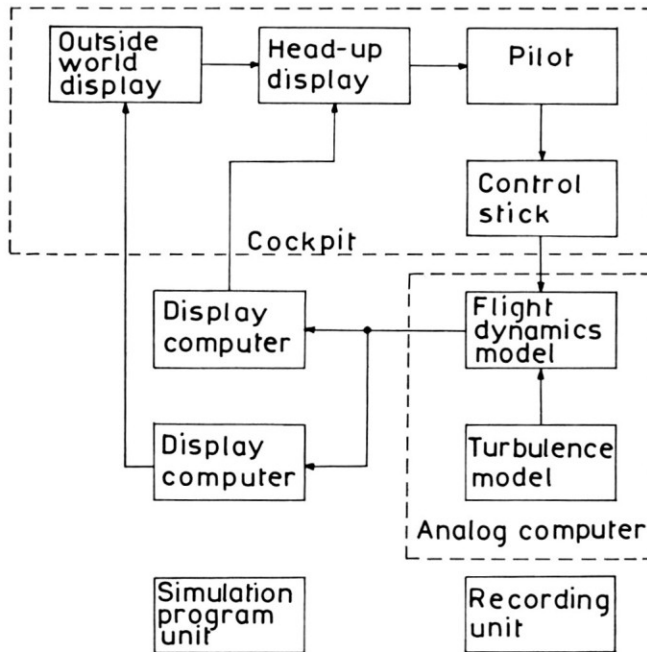 Outside
world
display
Head-up
display
Pilot
Control
stick
Cockpit
Display
computer
Flight
dynamics
model
Display
computer
Turbulence
model
Analog computer
Simulation
program
unit
Recording
unit